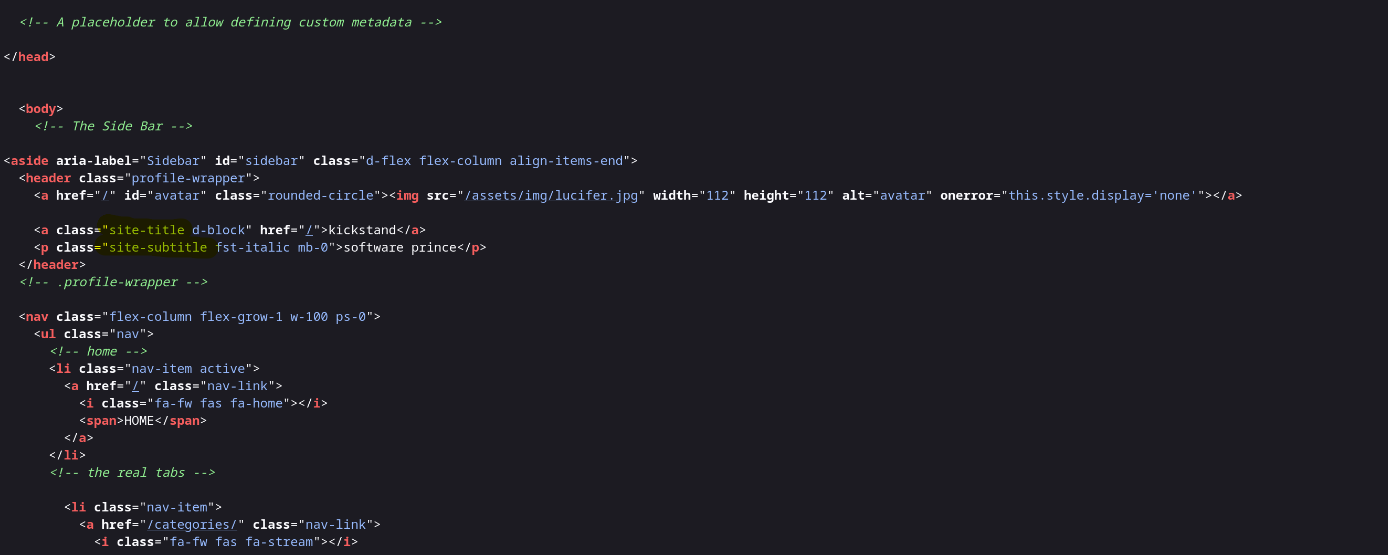 <!-- A placeholder to allow defining custom metadata -->
</head>
<body>
<!-- The Side Bar -->
<aside aria-label="Sidebar" id="sidebar" class="d-flex flex-column align-items-end">
<header class="profile-wrapper">
<a href="/" id="avatar" class="rounded-circle"><img src="/assets/img/lucifer.jpg" width="112" height="112" alt="avatar" onerror="this.style.display='none'"></a>
<a class="site-title d-block" href="/">kickstand</a>
<p class="site-subtitle fst-italic mb-0">software prince</p>
</header>
<!-- .profile-wrapper -->
<nav class="flex-column flex-grow-1 w-100 ps-0">
<ul class="nav">
<!-- home -->
<li class="nav-item active">
<a href="/" class="nav-link">
<i class="fa-fw fas fa-home"></i>
<span>HOME</span>
</a>
</li>
<!-- the real tabs -->
<li class="nav-item">
<a href="/categories/" class="nav-link">
<i class="fa-fw fas fa-stream"></i>